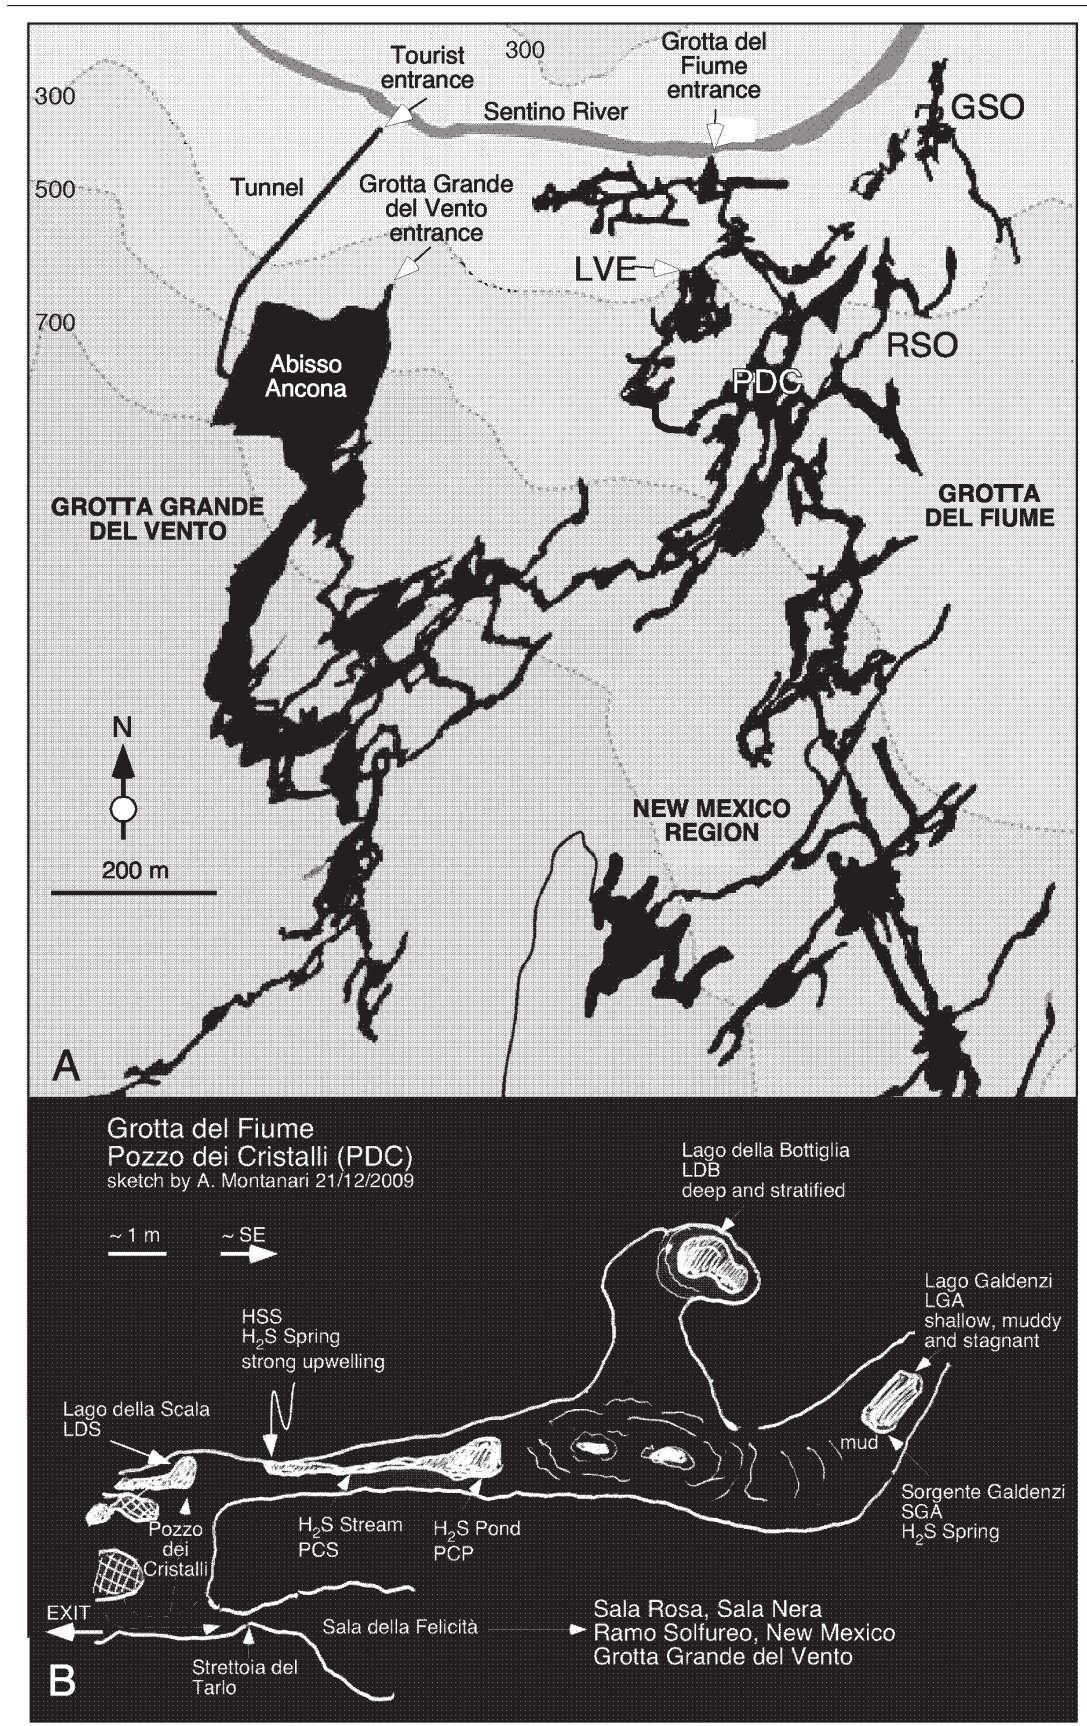 Tourist
entrance
300
Grotta del
Fiume
entrance
300
Sentino River
GSO
500
Tunnel
Grotta Grande
del Vento
entrance
LVE
700
RSO
Abisso
Ancona
PDC
GROTTA GRANDE
DEL VENTO
GROTTA
DEL FIUME
N
NEW MEXICO
REGION
200 m
A
Grotta del Fiume
Pozzo dei Cristalli (PDC)
sketch by A. Montanari 21/12/2009
~ 1 m
~ SE
Lago della Bottiglia
LDB
deep and stratified
Lago Galdenzi
LGA
shallow, muddy
and stagnant
HSS
H₂S Spring
strong upwelling
Lago della Scala
LDS
mud
Sorgente Galdenzi
SGA
H₂S Spring
Pozzo
dei
Cristalli
H₂S Stream
PCS
H₂S Pond
PCP
EXIT
Sala della Felicità
Sala Rosa, Sala Nera
Ramo Solfureo, New Mexico
Grotta Grande del Vento
Strettoia del
Tarlo
B